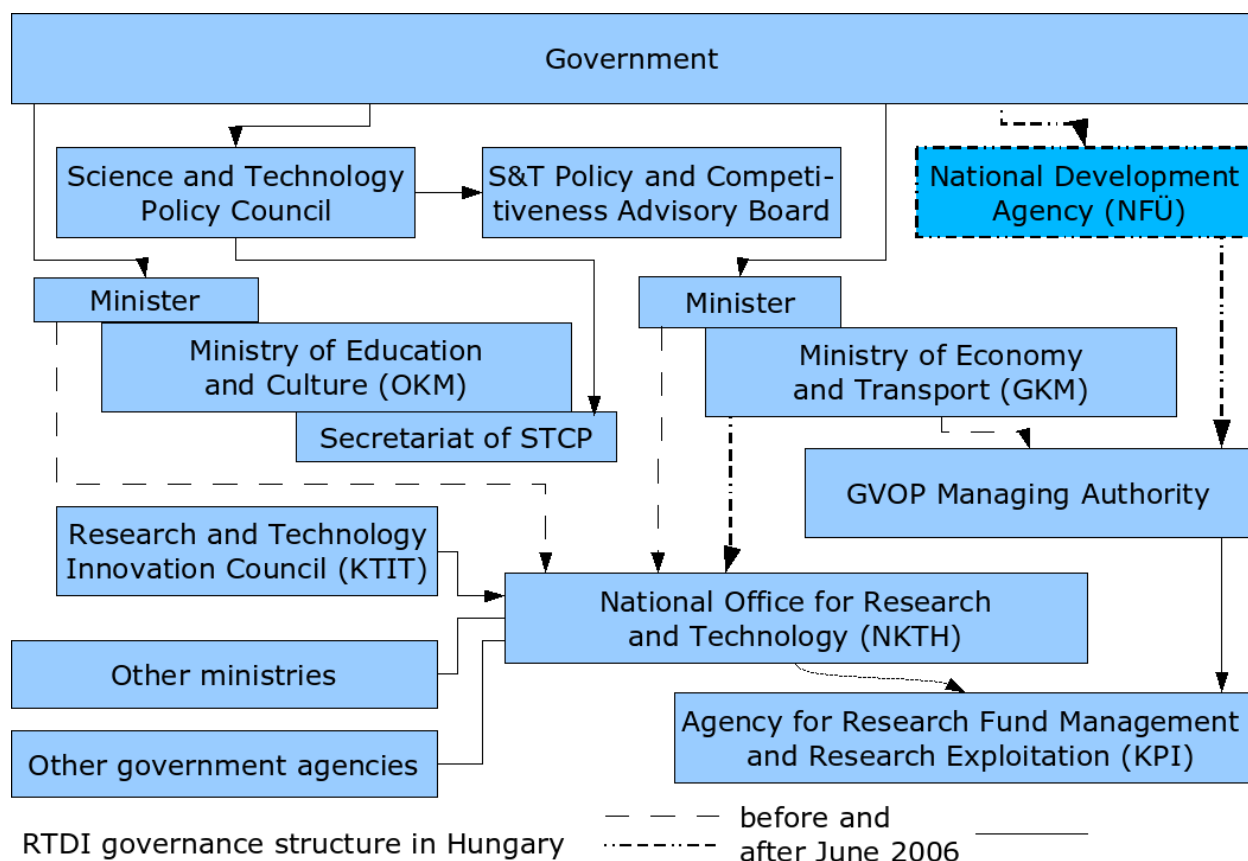 Government
Science and Technology
Policy Council
S&T Policy and Competi-
tiveness Advisory Board
National Development
Agency (NFÜ)
Minister
Ministry of Education
and Culture (OKM)
Secretariat of STCP
Minister
Ministry of Economy
and Transport (GKM)
GVOP Managing Authority
Research and Technology
Innovation Council (KTIT)
National Office for Research
and Technology (NKTH)
Other ministries
Other government agencies
Agency for Research Fund Management
and Research Exploitation (KPI)
RTDI governance structure in Hungary
before and
after June 2006